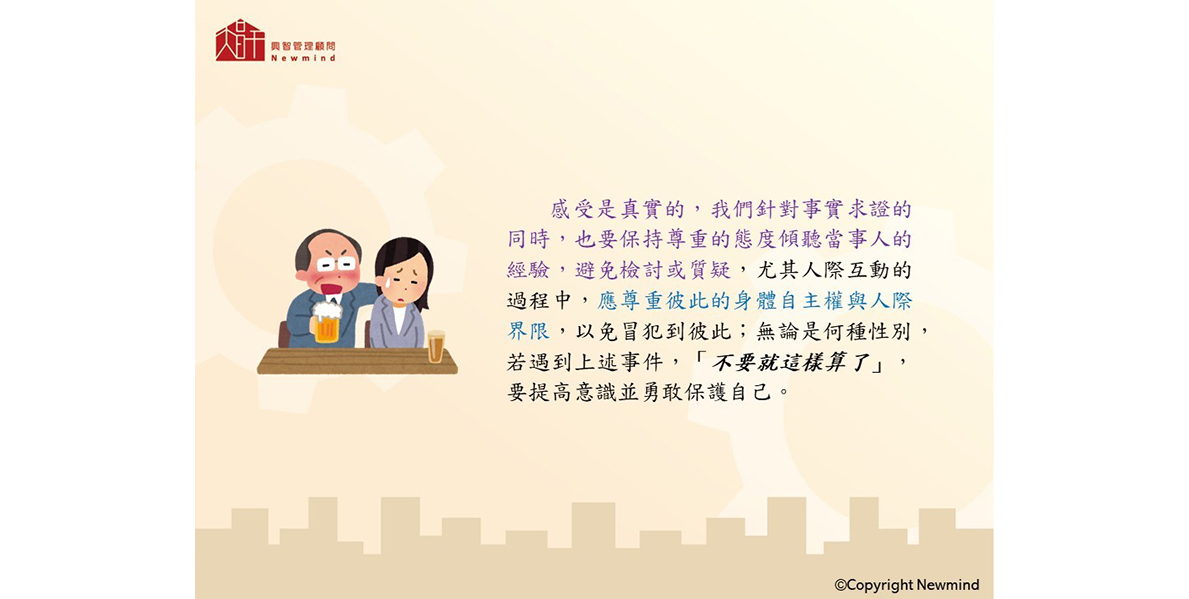 興智管理顧問
Newmind
感受是真實的，我們針對事實求證的
同時，也要保持尊重的態度傾聽當事人的
經驗，避免檢討或質疑，尤其人際互動的
過程中，應尊重彼此的身體自主權與人際
界限，以免冒犯到彼此；無論是何種性別，
若遇到上述事件，「不要就這樣算了」，
要提高意識並勇敢保護自己。
©Copyright Newmind